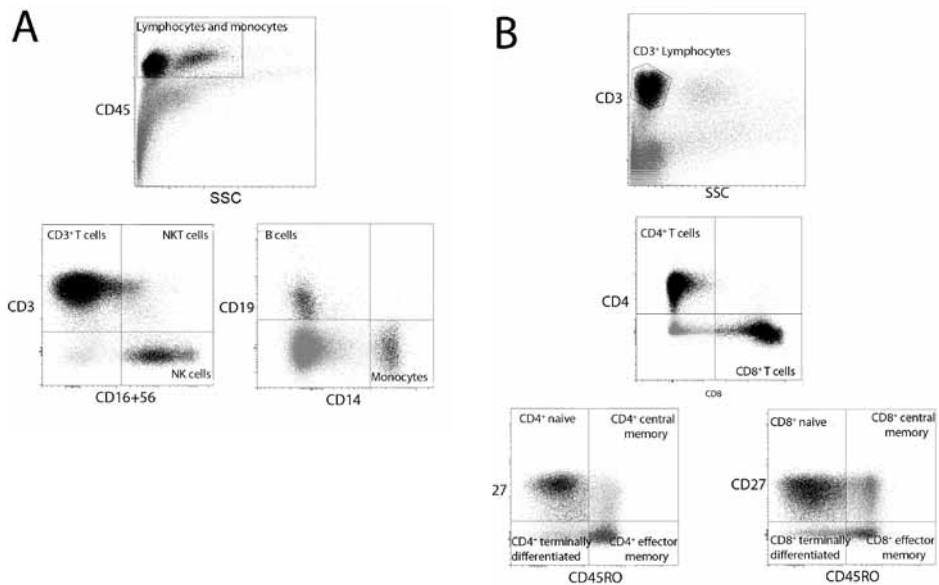 A
Lymphocytes and monocytes
CD45
SSC
CD3⁺ T cells
NKT cells
CD3
NK cells
CD16+56
B cells
CD19
Monocytes
CD14
B
CD3⁺ Lymphocytes
CD3
SSC
CD4⁺ T cells
CD4
CD8⁺ T cells
CD8
CD4⁺ naïve
CD4⁺ central
memory
27
CD4⁺ terminally
differentiated
CD4⁺ effector
memory
CD45RO
CD8⁺ naïve
CD8⁺ central
memory
CD27
CD8⁺ terminally
differentiated
CD8⁺ effector
memory
CD45RO